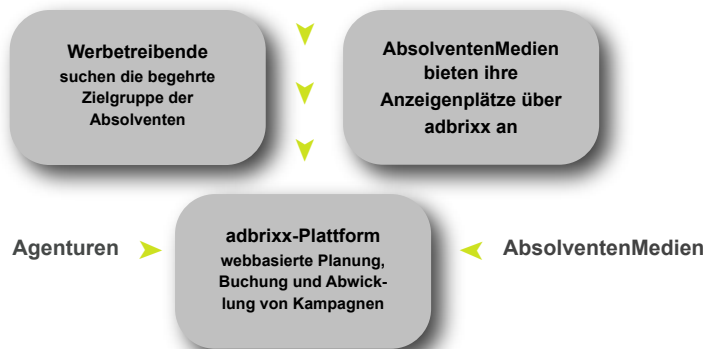 Werbetreibende
suchen die begehrte
Zielgruppe der
Absolventen
AbsolventenMedien
bieten ihre
Anzeigenplätze über
adbrixx an
Agenturen
adbrixx-Plattform
webbasierte Planung,
Buchung und Abwick-
lung von Kampagnen
AbsolventenMedien